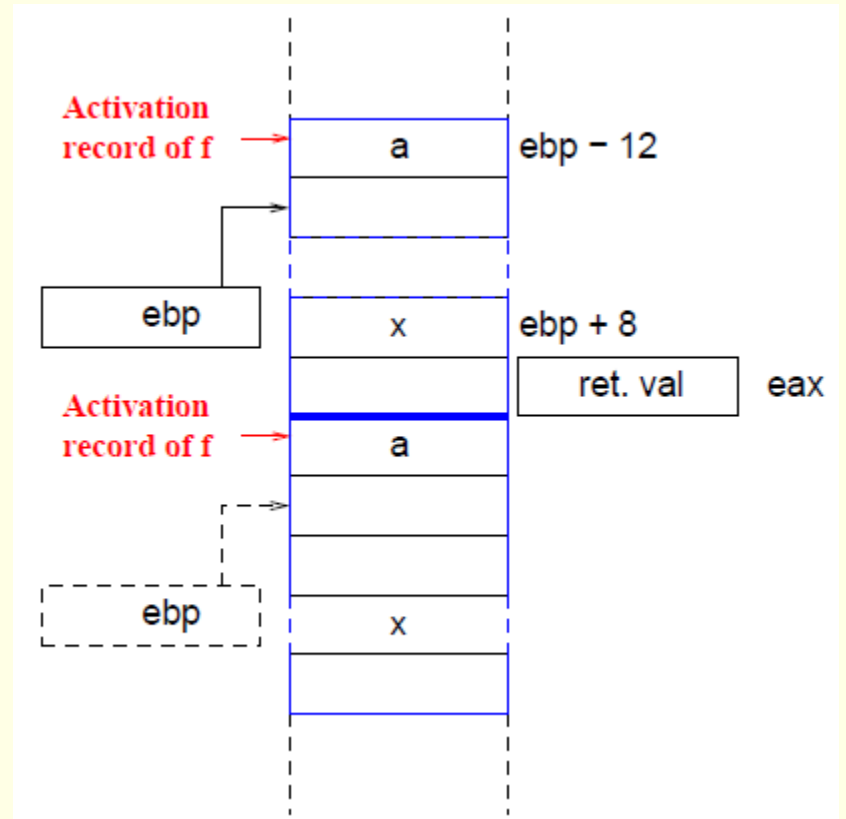 Activation
record of f
a
ebp − 12
ebp
x
ebp + 8
ret. val
eax
Activation
record of f
a
ebp
x